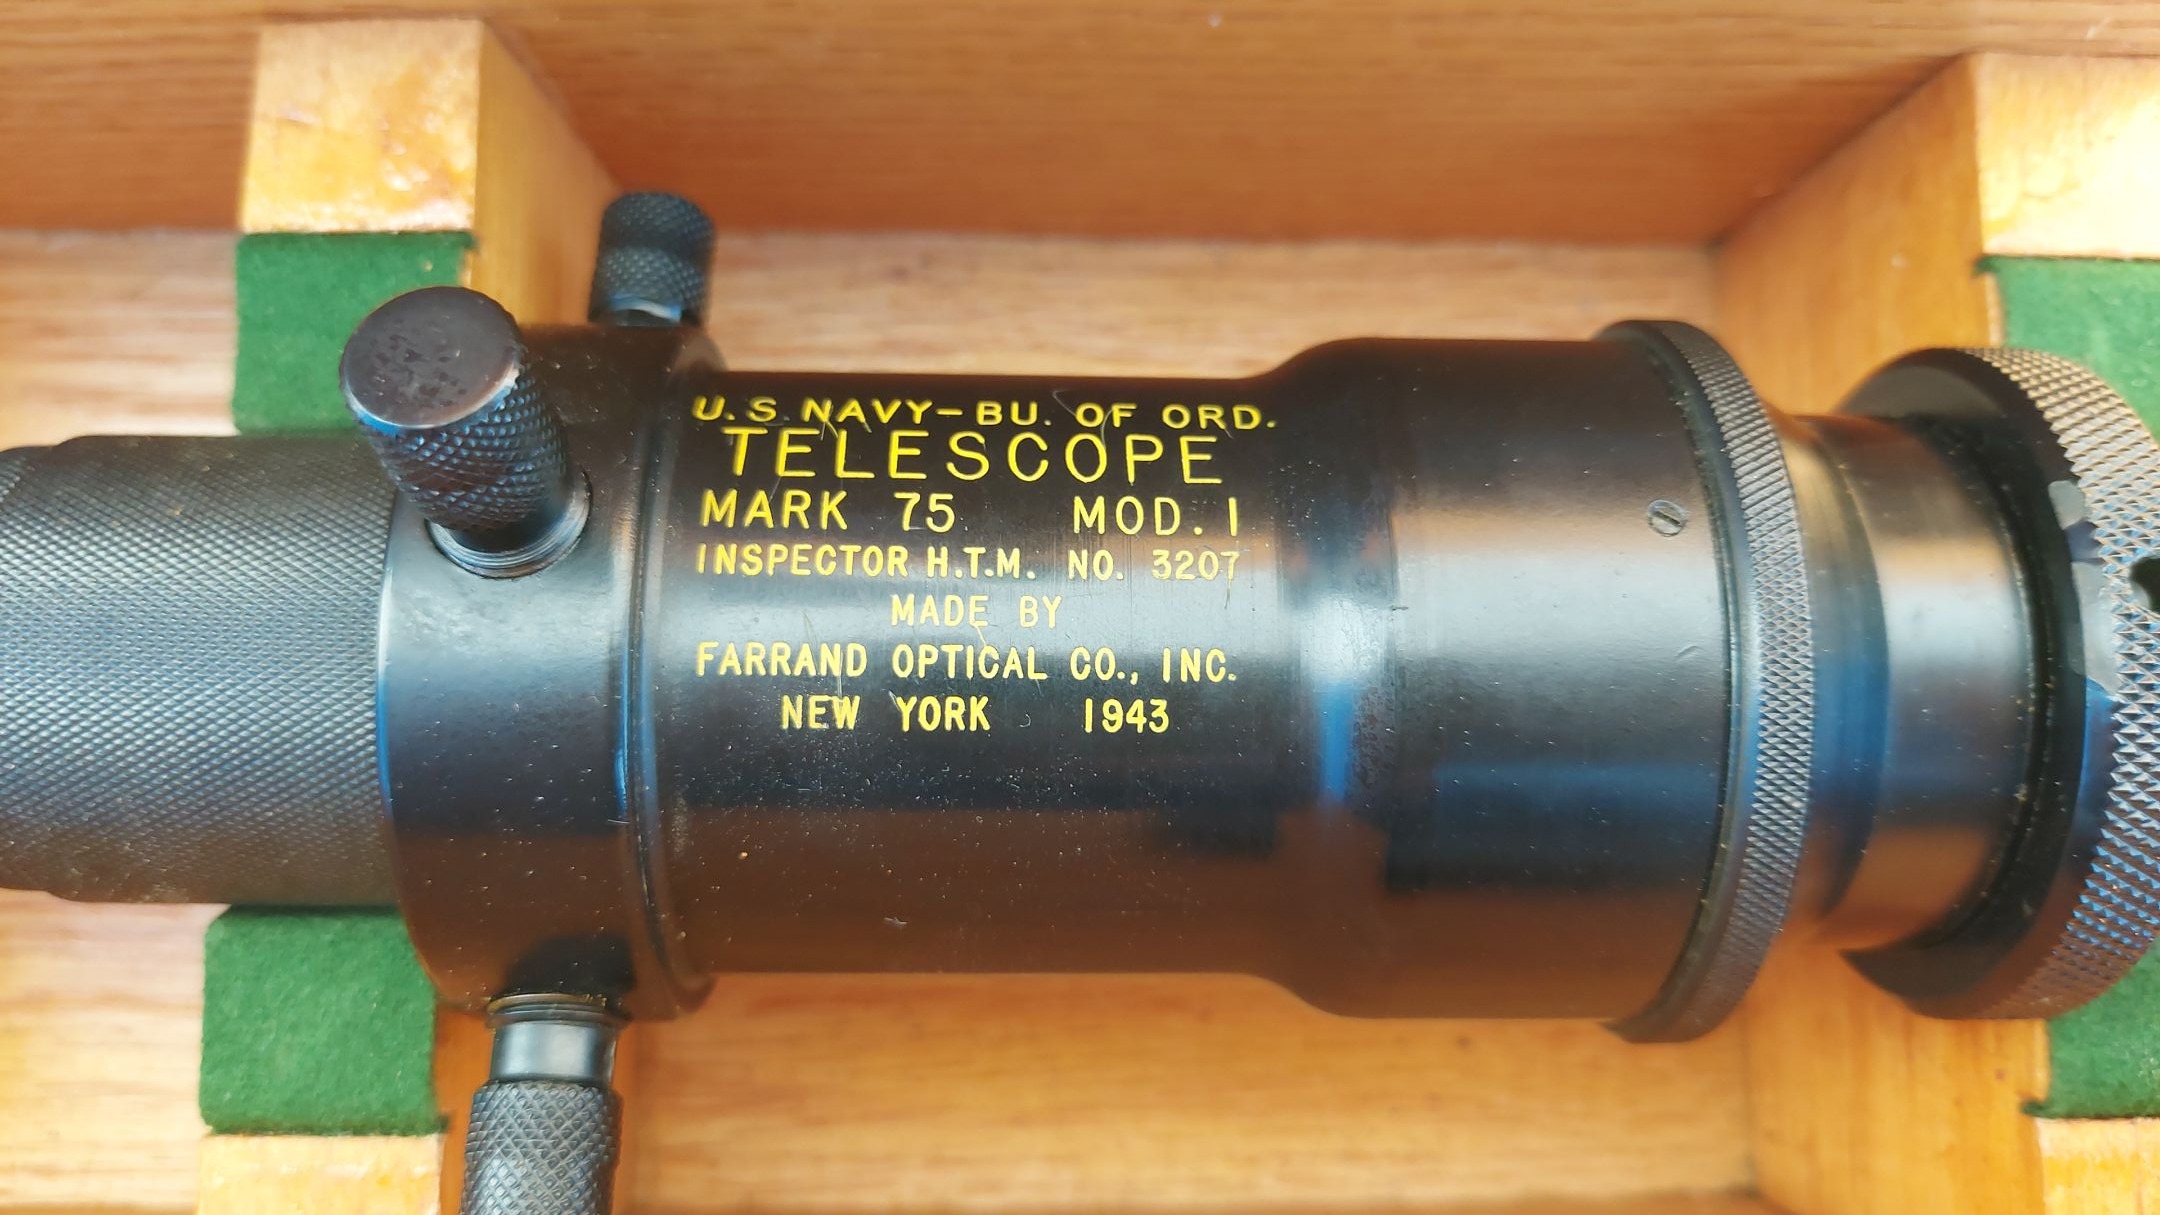 U.S. NAVY-BU. OF ORD.
TELESCOPE
MARK 75 MOD. 1
INSPECTOR H.T.M. NO. 3207
MADE BY
FARRAND OPTICAL CO., INC.
NEW YORK 1943